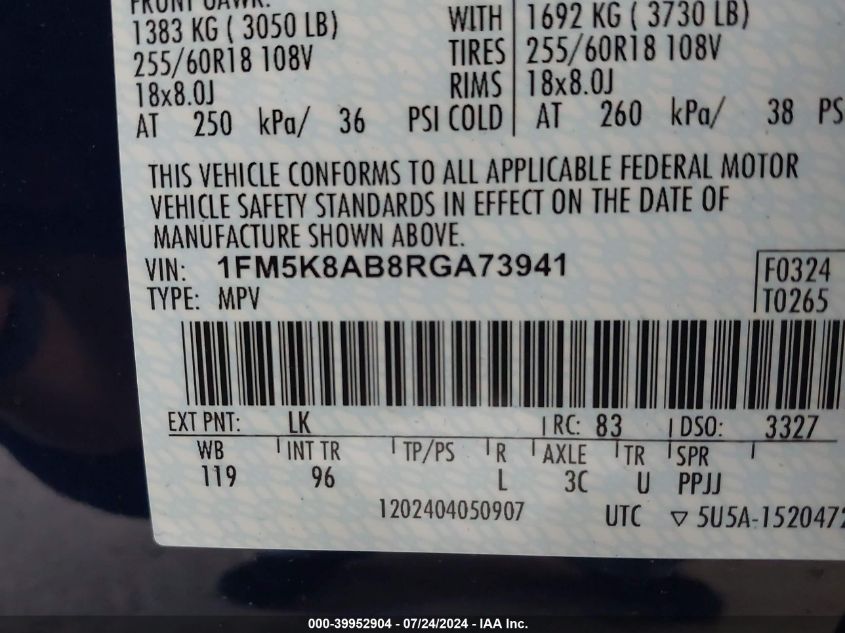 FRONT GAWR:
1383 KG ( 3050 LB) WITH 1692 KG ( 3730 LB)
255/60R18 108V TIRES 255/60R18 108V
18x8.0J RIMS 18x8.0J
AT 250 kPa/ 36 PSI COLD AT 260 kPa/ 38 PS
THIS VEHICLE CONFORMS TO ALL APPLICABLE FEDERAL MOTOR
VEHICLE SAFETY STANDARDS IN EFFECT ON THE DATE OF
MANUFACTURE SHOWN ABOVE.
VIN: 1FM5K8AB8RGA73941 F0324
TYPE: MPV T0265
EXT PNT: LK RC: 83 DSO: 3327
WB INT TR TP/PS R AXLE TR SPR
119 96 L 3C U PPJJ
1202404050907 UTC ▽ 5U5A-1520472
000-39952904 / 07/24/2024 - IAA Inc.